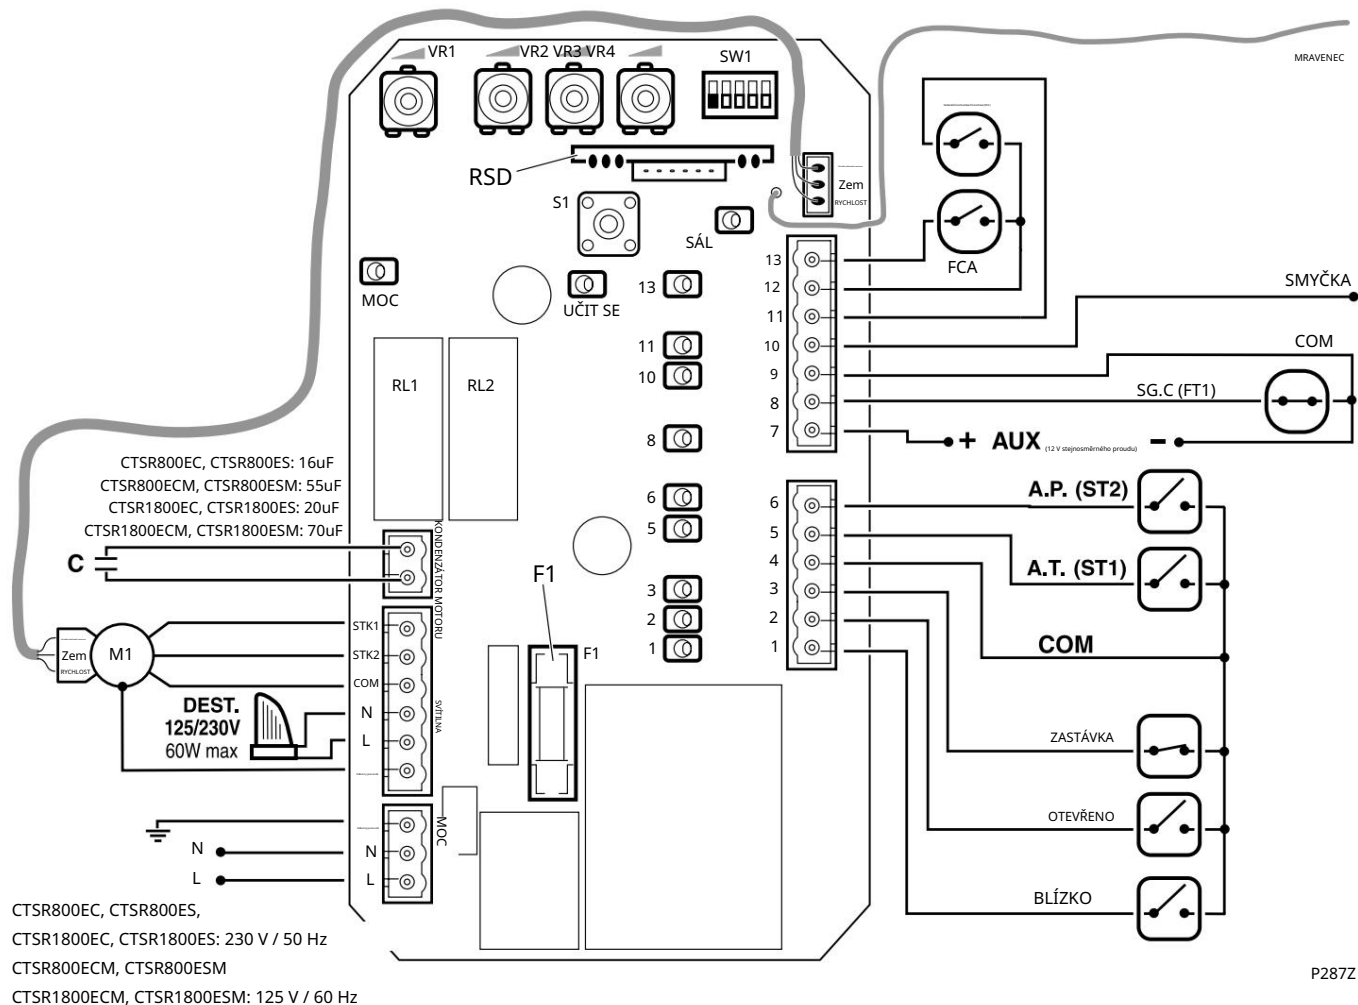 VR1
VR2 VR3 VR4
SW1
MRAVENEC
RSD
Zem
RYCHLOST
S1
SÁL
FCA
MOC
UČIT SE
13
11
10
8
6
5
3
2
1
13
12
11
10
9
8
7
SMYČKA
COM
SG.C (FT1)
+ AUX (12 V stejnosměrného proudu) -
RL1
RL2
CTSR800EC, CTSR800ES: 16uF
CTSR800ECM, CTSR800ESM: 55uF
CTSR1800EC, CTSR1800ES: 20uF
CTSR1800ECM, CTSR1800ESM: 70uF
C
KONDENZÁTOR MOTORU
6
5
4
3
2
1
A.P. (ST2)
A.T. (ST1)
COM
ZASTÁVKA
OTEVŘENO
BLÍZKO
F1
F1
Zem
RYCHLOST
M1
STK1
STK2
COM
N
L
SVÍTILNA
DEST.
125/230V
60W max
MOC
N
L
N
L
CTSR800EC, CTSR800ES,
CTSR1800EC, CTSR1800ES: 230 V / 50 Hz
CTSR800ECM, CTSR800ESM
CTSR1800ECM, CTSR1800ESM: 125 V / 60 Hz
P287Z